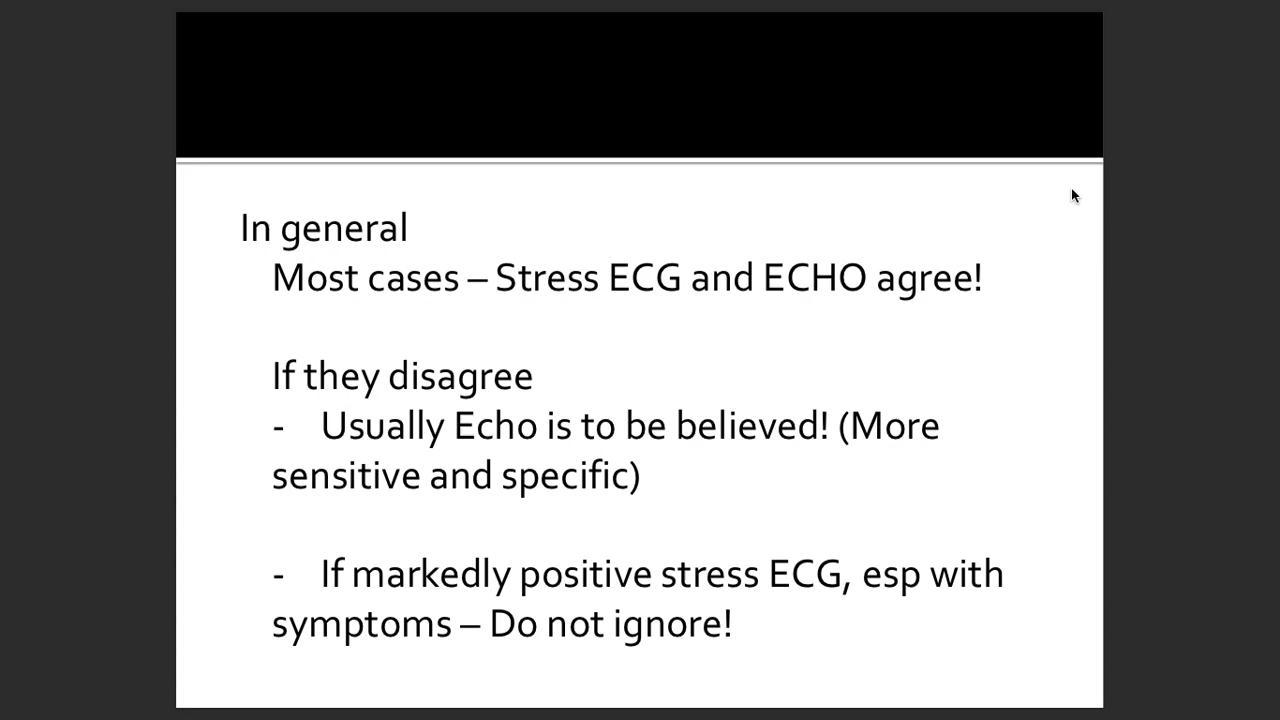 In general
Most cases – Stress ECG and ECHO agree!
If they disagree
- Usually Echo is to be believed! (More
sensitive and specific)
- If markedly positive stress ECG, esp with
symptoms – Do not ignore!